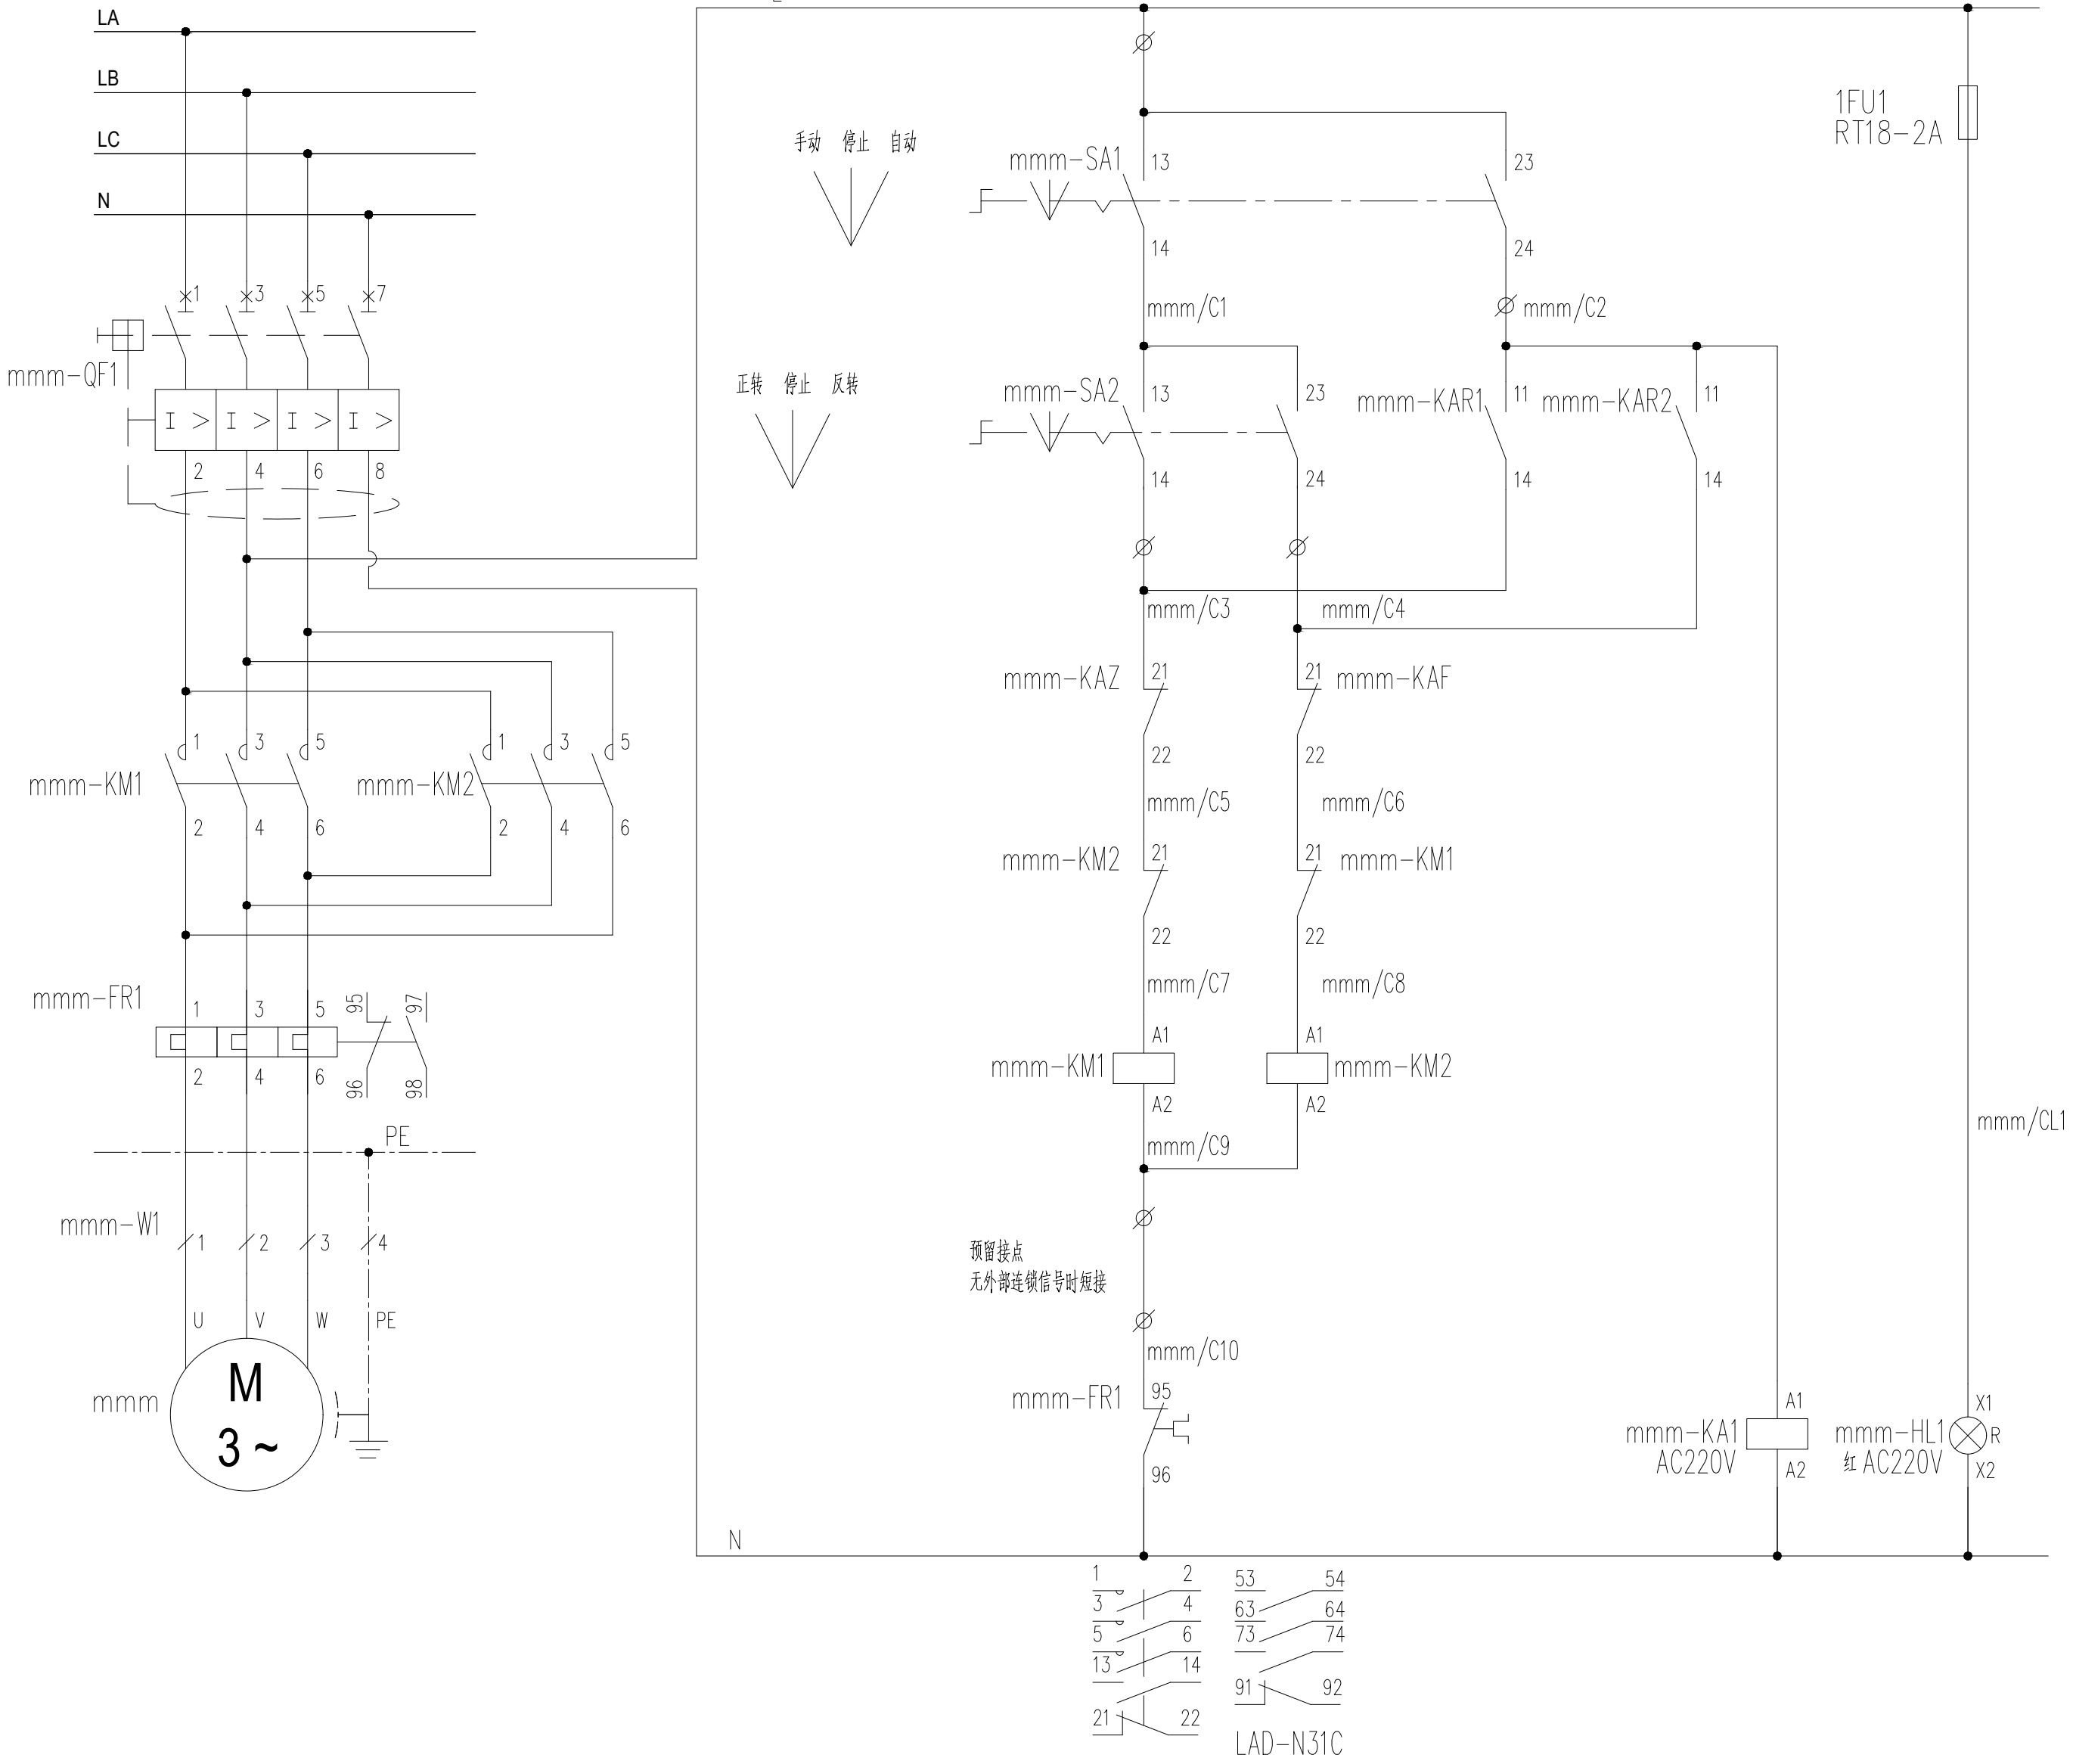 LA
LB
LC
N
1 3 5 7
mmm-QF1
I > I > I > I >
2 4 6 8
1 3 5 1 3 5
mmm-KM1 mmm-KM2
2 4 6 2 4 6
mmm-FR1
1 3 5 95 97
2 4 6 96 98
PE
mmm-W1
1 2 3 4
U V W PE
mmm
M
3 ~
手动 停止 自动
mmm-SA1
13 23
14 24
mmm/C1 mmm/C2
正转 停止 反转
mmm-SA2
13 23
mmm-KAR1 11
mmm-KAR2 11
14 24 14 14
mmm/C3 mmm/C4
mmm-KAZ 21 21 mmm-KAF
22 22
mmm/C5 mmm/C6
mmm-KM2 21 21 mmm-KM1
22 22
mmm/C7 mmm/C8
A1 A1
mmm-KM1 mmm-KM2
A2 A2
mmm/C9
预留接点
无外部连锁信号时短接
mmm/C10
mmm-FR1 95
96
N
1FU1
RT18-2A
mmm/CL1
A1
mmm-KA1
AC220V
A2
X1
mmm-HL1 R
红 AC220V
X2
1 2
3 4
5 6
13 14
21 22
53 54
63 64
73 74
91 92
LAD-N31C